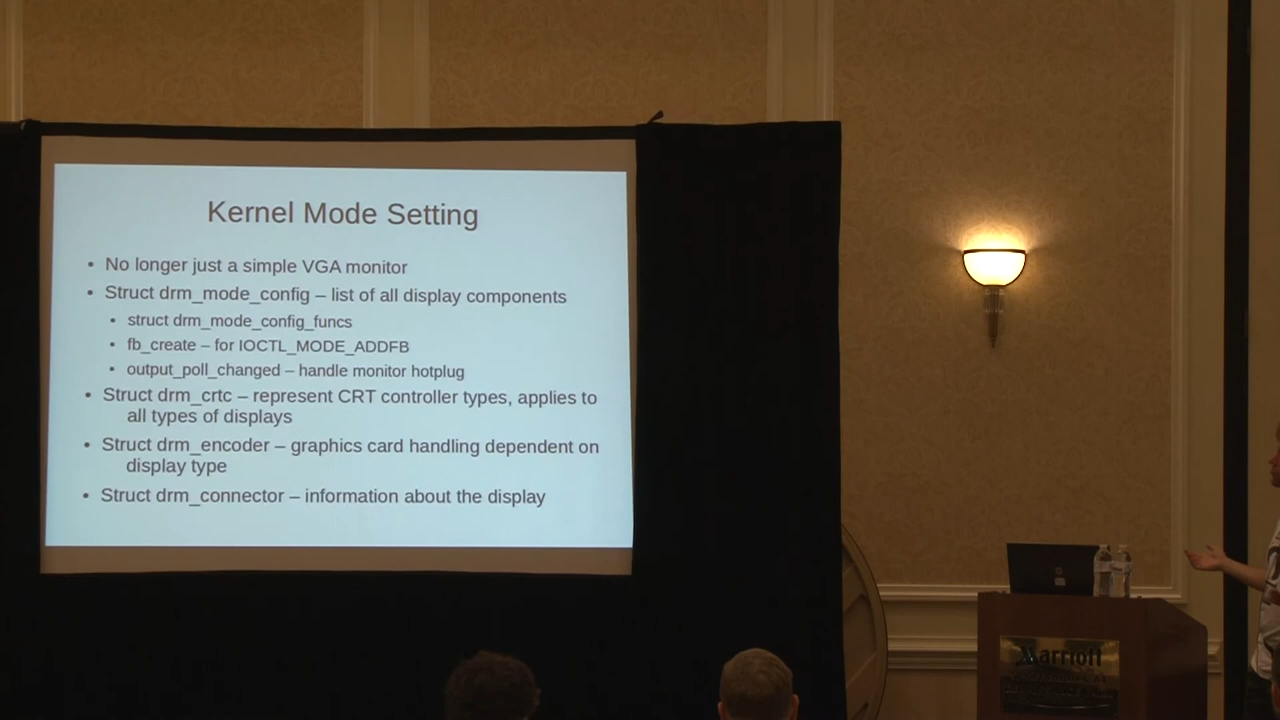 Kernel Mode Setting
• No longer just a simple VGA monitor
• Struct drm_mode_config – list of all display components
• struct drm_mode_config_funcs
• fb_create – for IOCTL_MODE_ADDFB
• output_poll_changed – handle monitor hotplug
• Struct drm_crtc – represent CRT controller types, applies to
all types of displays
• Struct drm_encoder – graphics card handling dependent on
display type
• Struct drm_connector – information about the display
Marriott